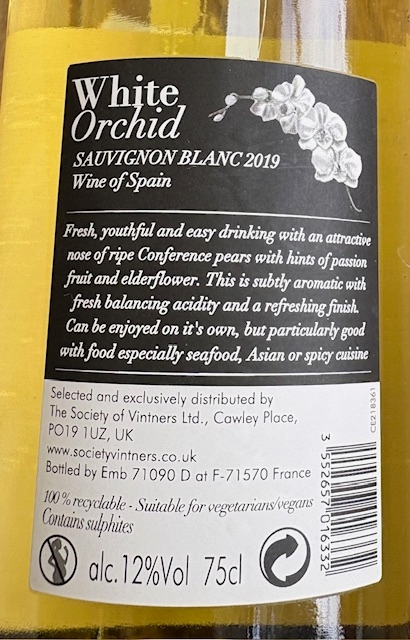 White
Orchid
SAUVIGNON BLANC 2019
Wine of Spain
Fresh, youthful and easy drinking with an attractive
nose of ripe Conference pears with hints of passion
fruit and elderflower. This is subtly aromatic with
fresh balancing acidity and a refreshing finish.
Can be enjoyed on it's own, but particularly good
with food especially seafood, Asian or spicy cuisine
Selected and exclusively distributed by
The Society of Vintners Ltd., Cawley Place,
PO19 1UZ, UK
www.societyvintners.co.uk
Bottled by Emb 71090 D at F-71570 France
100% recyclable - Suitable for vegetarians/vegans
Contains sulphites
alc.12%Vol 75cl
CE218361
3 552657 016332